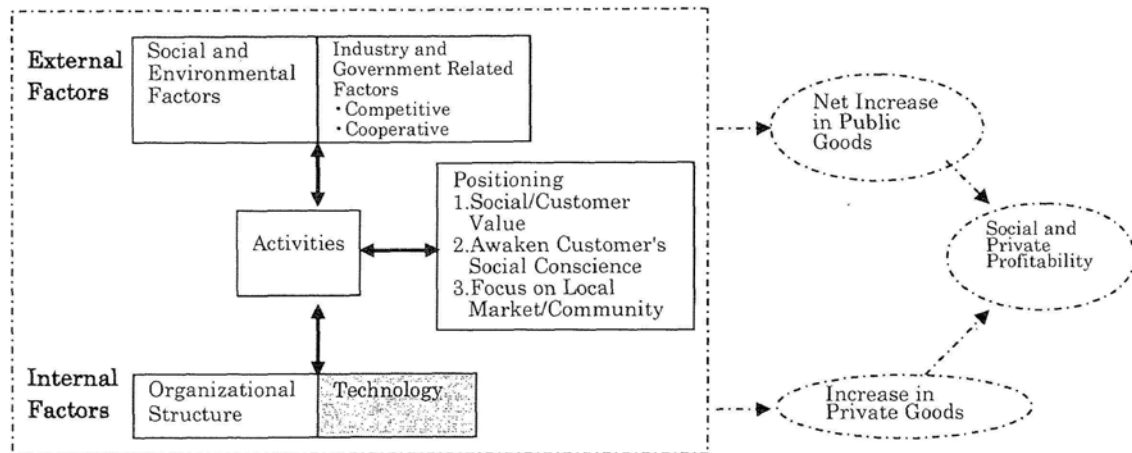 External
Factors
Social and
Environmental
Factors
Industry and
Government Related
Factors
・Competitive
・Cooperative
Activities
Positioning
1.Social/Customer
Value
2.Awaken Customer's
Social Conscience
3.Focus on Local
Market/Community
Internal
Factors
Organizational
Structure
Technology
Net Increase
in Public
Goods
Social and
Private
Profitability
Increase in
Private Goods